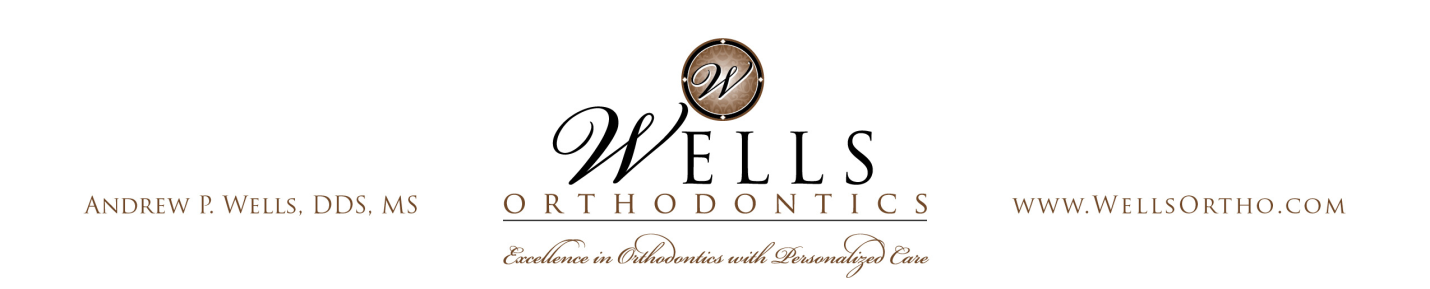 W
WELLS
ORTHODONTICS
ANDREW P. WELLS, DDS, MS
WWW.WELLSORTHO.COM
Excellence in Orthodontics with Personalized Care